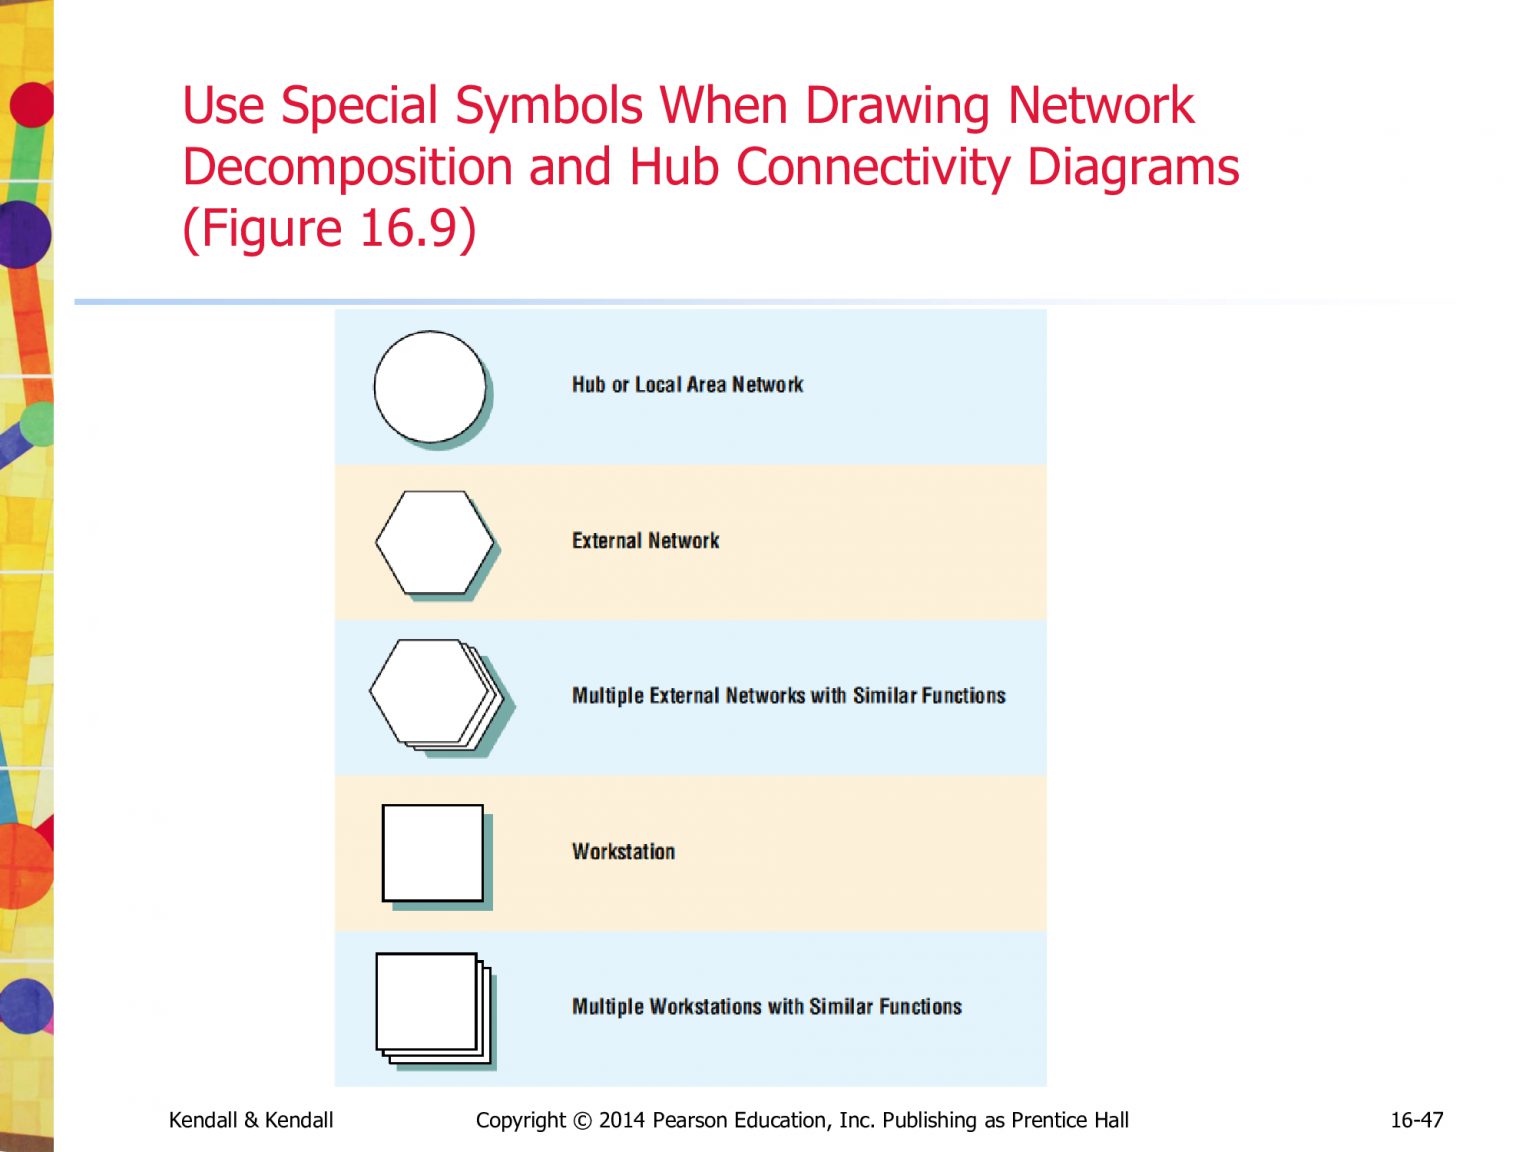 Use Special Symbols When Drawing Network
Decomposition and Hub Connectivity Diagrams
(Figure 16.9)
Hub or Local Area Network
External Network
Multiple External Networks with Similar Functions
Workstation
Multiple Workstations with Similar Functions
Kendall & Kendall
Copyright © 2014 Pearson Education, Inc. Publishing as Prentice Hall
16-47